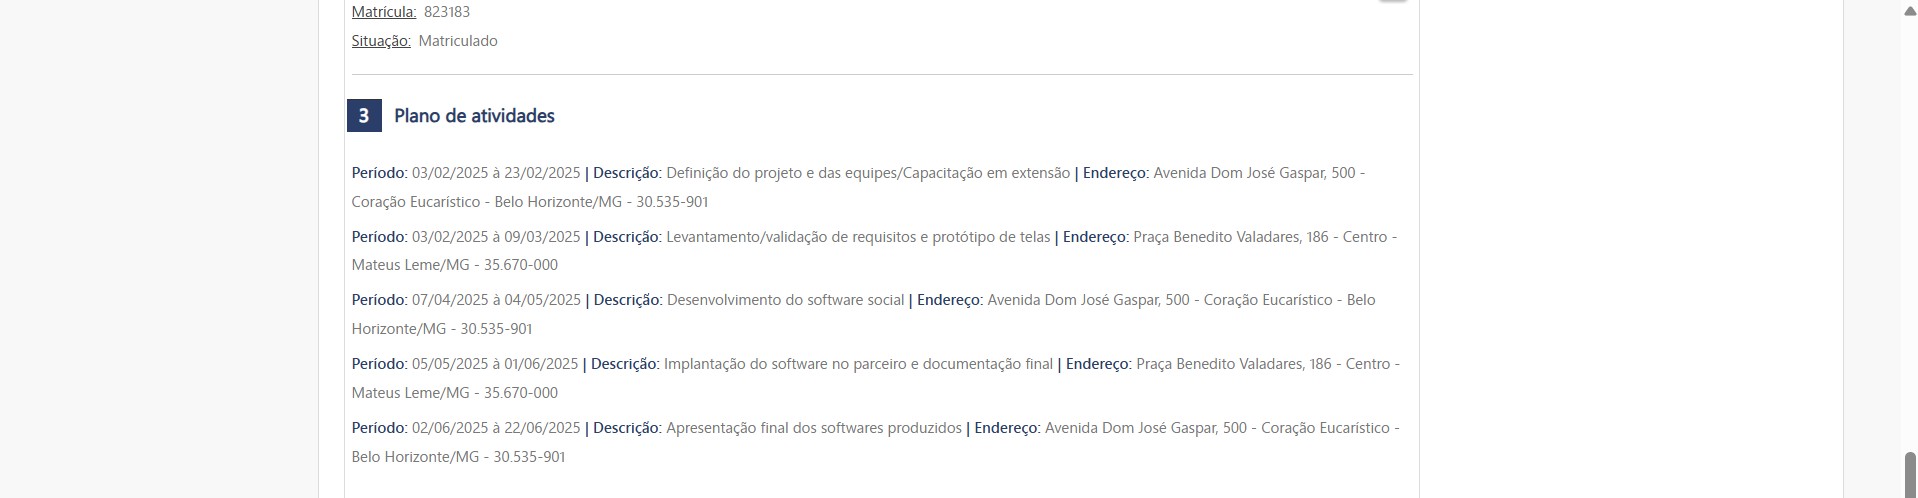 Matrícula: 823183
Situação: Matriculado
3 Plano de atividades
Período: 03/02/2025 à 23/02/2025 | Descrição: Definição do projeto e das equipes/Capacitação em extensão | Endereço: Avenida Dom José Gaspar, 500 -
Coração Eucarístico - Belo Horizonte/MG - 30.535-901
Período: 03/02/2025 à 09/03/2025 | Descrição: Levantamento/validação de requisitos e protótipo de telas | Endereço: Praça Benedito Valadares, 186 - Centro -
Mateus Leme/MG - 35.670-000
Período: 07/04/2025 à 04/05/2025 | Descrição: Desenvolvimento do software social | Endereço: Avenida Dom José Gaspar, 500 - Coração Eucarístico - Belo
Horizonte/MG - 30.535-901
Período: 05/05/2025 à 01/06/2025 | Descrição: Implantação do software no parceiro e documentação final | Endereço: Praça Benedito Valadares, 186 - Centro -
Mateus Leme/MG - 35.670-000
Período: 02/06/2025 à 22/06/2025 | Descrição: Apresentação final dos softwares produzidos | Endereço: Avenida Dom José Gaspar, 500 - Coração Eucarístico -
Belo Horizonte/MG - 30.535-901